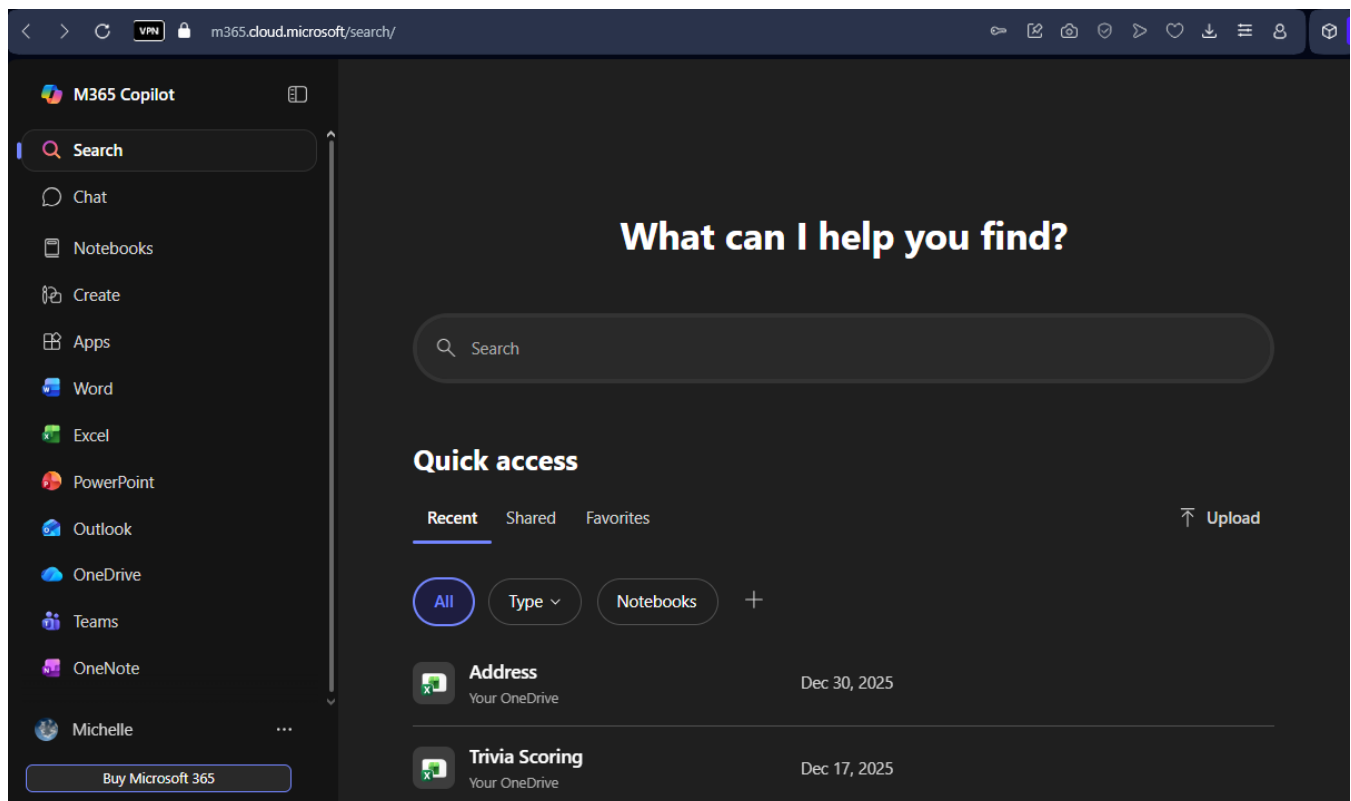 VPN
m365.cloud.microsoft/search/
M365 Copilot
Search
Chat
Notebooks
Create
Apps
Word
Excel
PowerPoint
Outlook
OneDrive
Teams
OneNote
Michelle
Buy Microsoft 365
What can I help you find?
Search
Quick access
Recent Shared Favorites Upload
All Type Notebooks
Address Dec 30, 2025
Your OneDrive
Trivia Scoring Dec 17, 2025
Your OneDrive